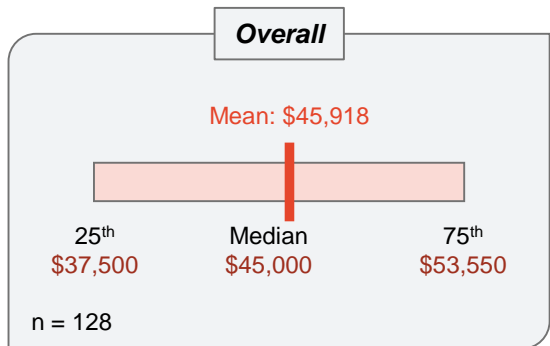 Overall
Mean: $45,918
25th Median 75th
$37,500 $45,000 $53,550
n = 128